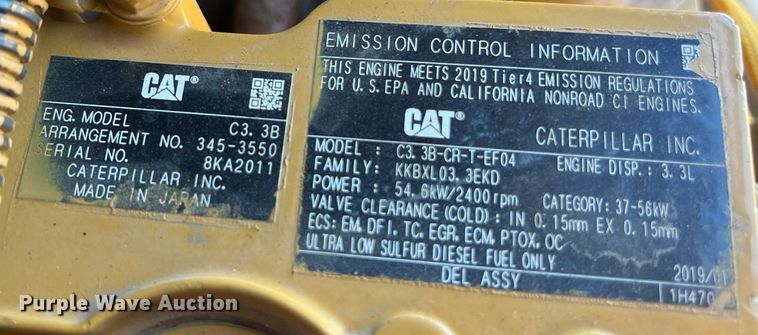 CAT®
ENG. MODEL C3. 3B
ARRANGEMENT NO. 345-3550
SERIAL NO. 8KA2011
CATERPILLAR INC.
MADE IN JAPAN
EMISSION CONTROL INFORMATION
THIS ENGINE MEETS 2019 Tier4 EMISSION REGULATIONS
FOR U.S.EPA AND CALIFORNIA NONROAD CI ENGINES.
CAT® CATERPILLAR INC.
MODEL : C3. 3B-CR-T-EF04 ENGINE DISP.: 3. 3L
FAMILY : KKBXL03. 3EKD
POWER : 54. 6kW/2400rpm CATEGORY: 37-56kW
VALVE CLEARANCE (COLD) : IN 0.15mm EX 0.15mm
ECS: EM, DFI, TC, EGR, ECM, PTOX, OC
ULTRA LOW SULFUR DIESEL FUEL ONLY
DEL ASSY 2019/01
1H470
Purple Wave Auction